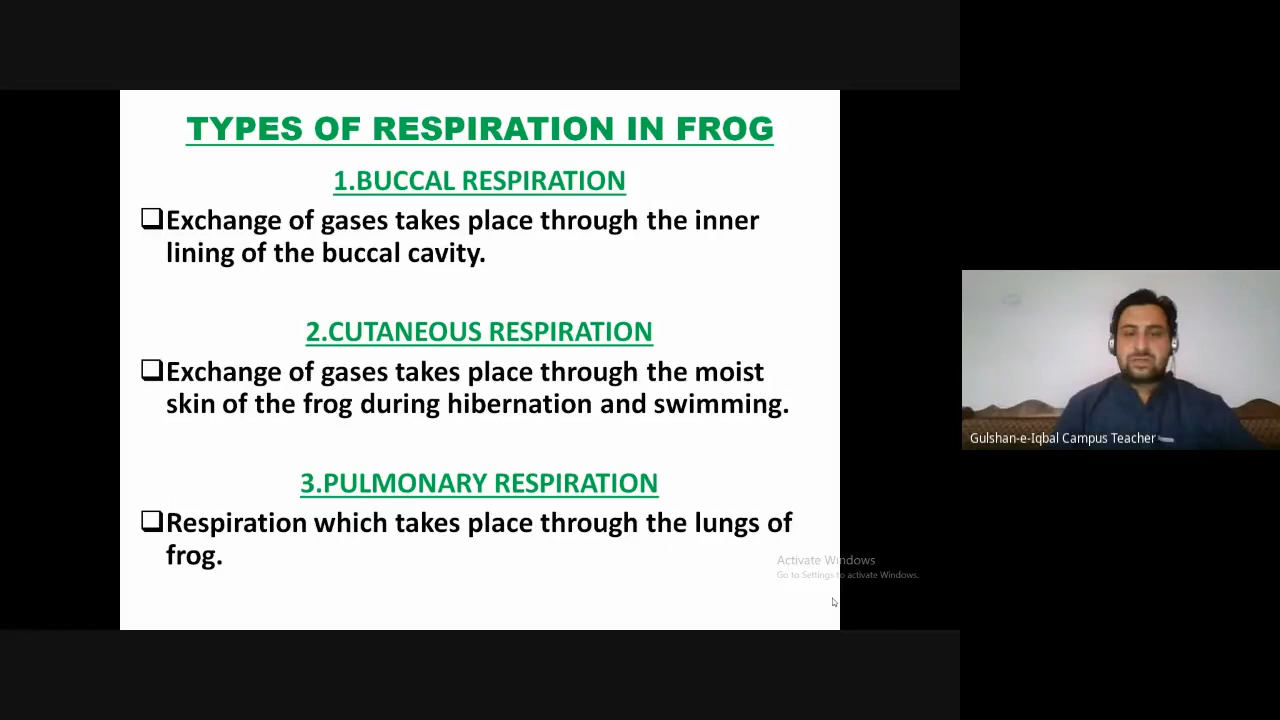 TYPES OF RESPIRATION IN FROG
1.BUCCAL RESPIRATION
❑Exchange of gases takes place through the inner
lining of the buccal cavity.
2.CUTANEOUS RESPIRATION
❑Exchange of gases takes place through the moist
skin of the frog during hibernation and swimming.
3.PULMONARY RESPIRATION
❑Respiration which takes place through the lungs of
frog.
Activate Windows
Go to Settings to activate Windows.
Gulshan-e-Iqbal Campus Teacher